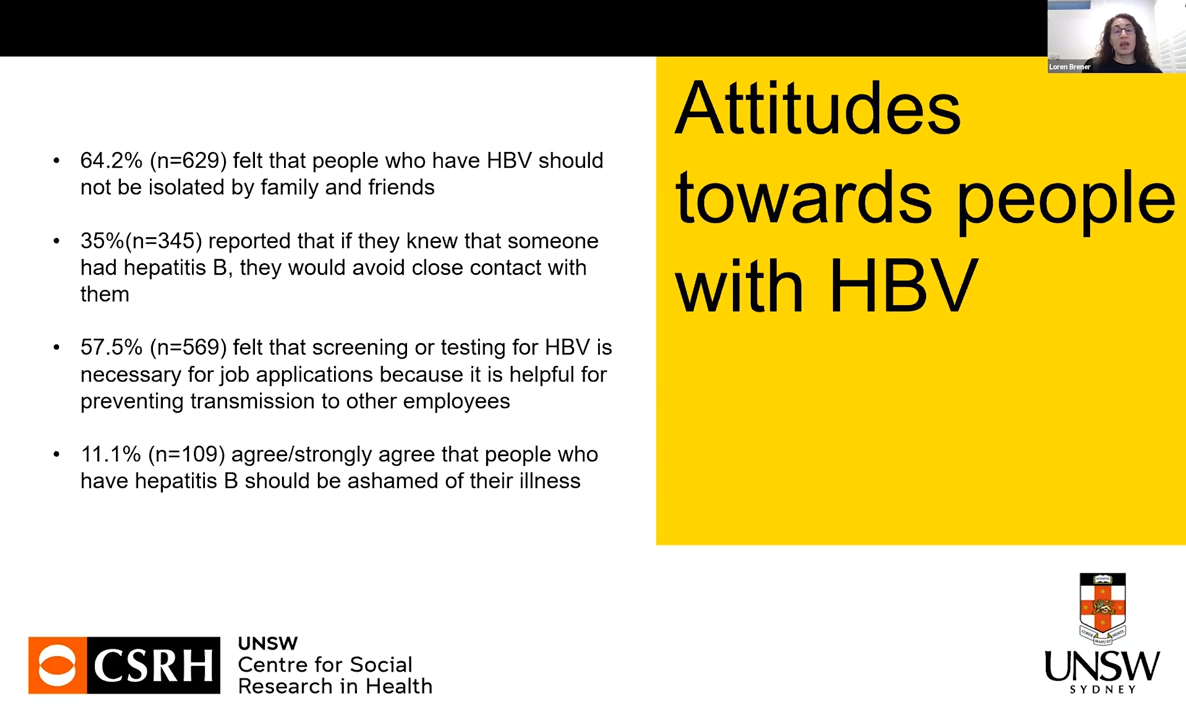 Loren Brener
Attitudes
towards people
with HBV
• 64.2% (n=629) felt that people who have HBV should
not be isolated by family and friends
• 35%(n=345) reported that if they knew that someone
had hepatitis B, they would avoid close contact with
them
• 57.5% (n=569) felt that screening or testing for HBV is
necessary for job applications because it is helpful for
preventing transmission to other employees
• 11.1% (n=109) agree/strongly agree that people who
have hepatitis B should be ashamed of their illness
CSRH
UNSW
Centre for Social
Research in Health
UNSW
SYDNEY